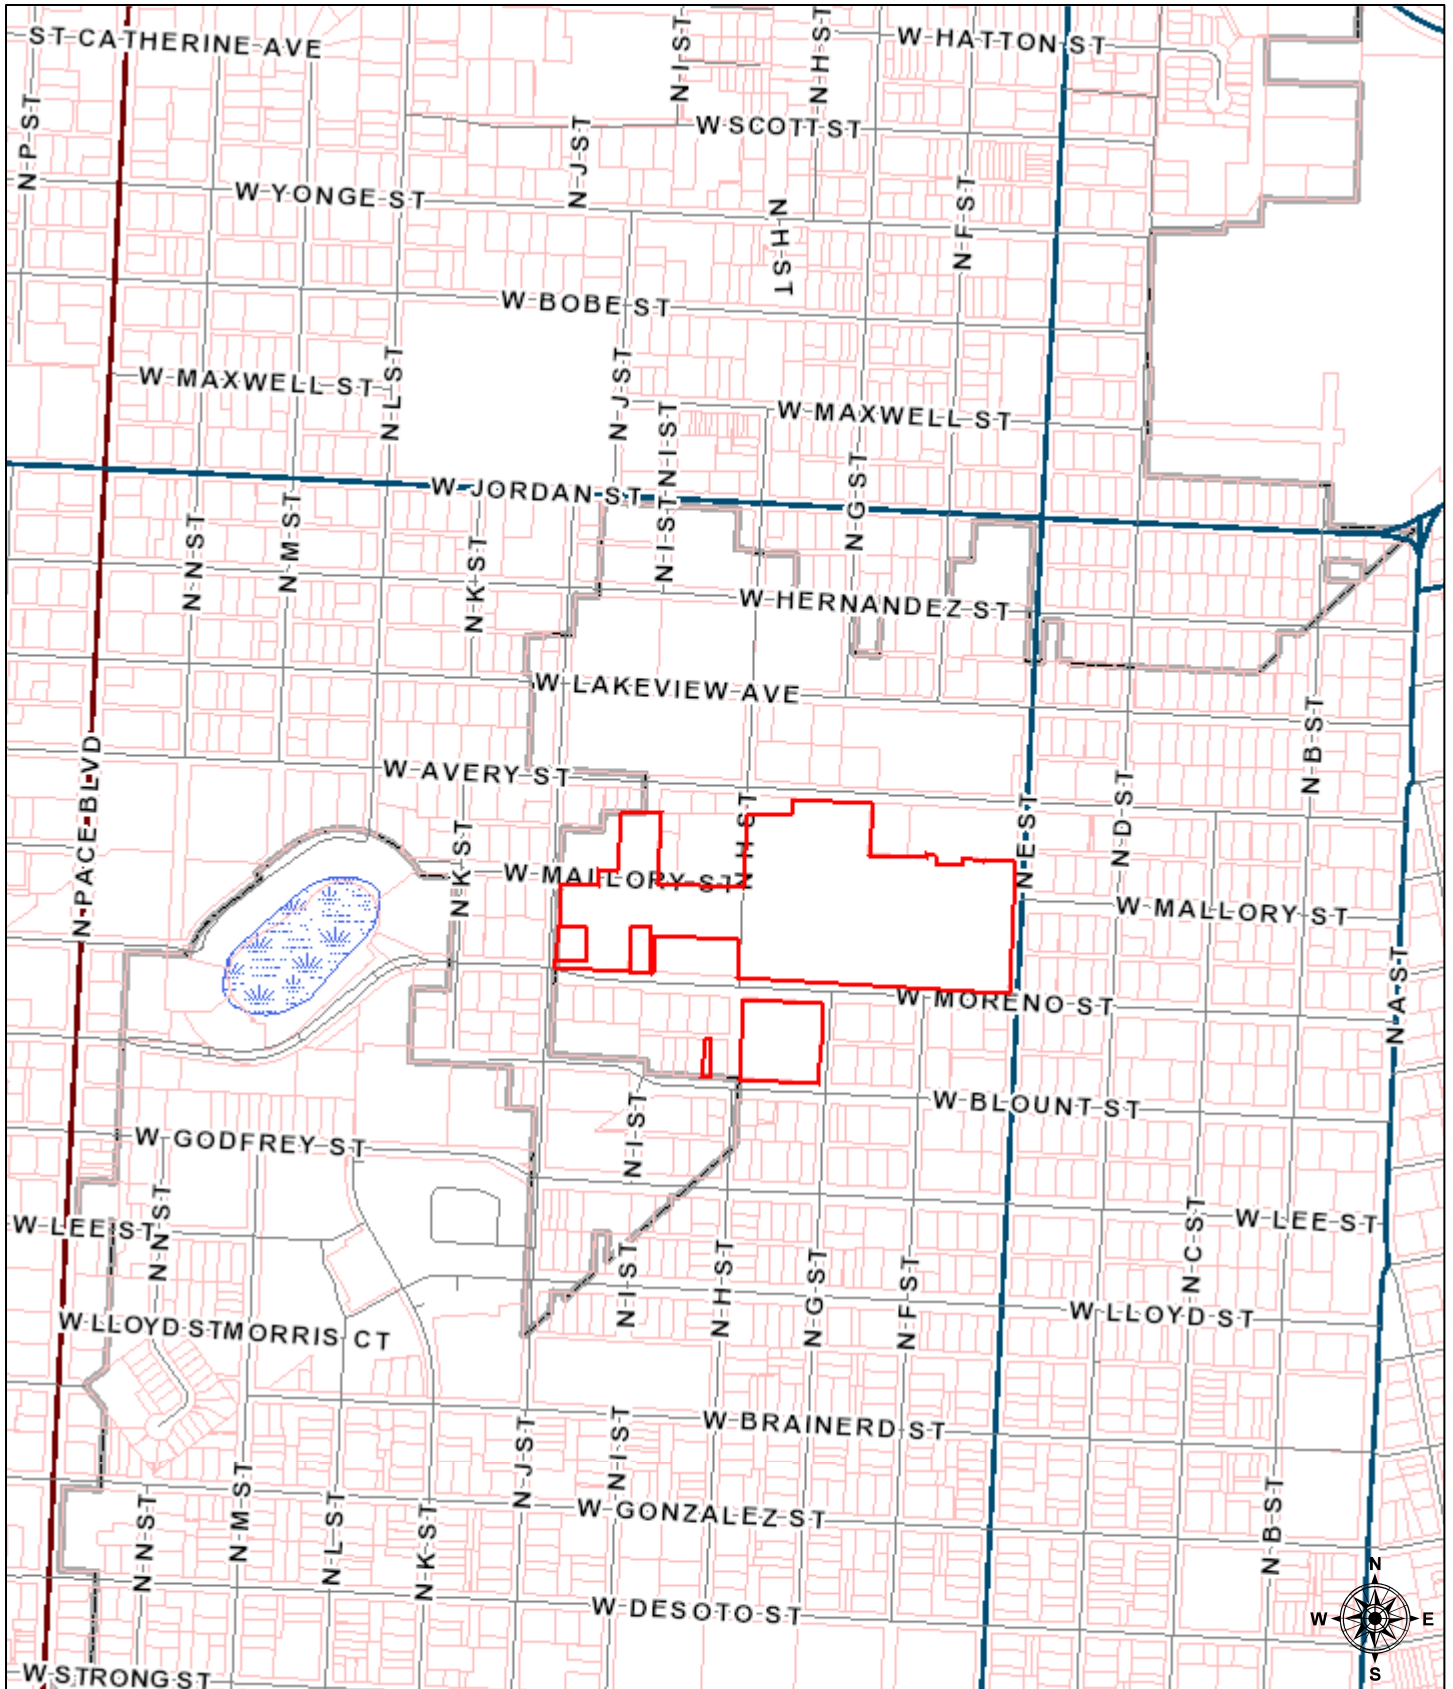 ST CATHERINE AVE
N I ST
N H ST
W HATTON ST
N P ST
N J ST
W SCOTT ST
W YONGE ST
N H ST
N F ST
W BOBE ST
W MAXWELL ST
N L ST
N J ST
N I ST
W MAXWELL ST
W JORDAN ST
N N ST
N M ST
N K ST
N I ST
N G ST
W HERNANDEZ ST
W LAKEVIEW AVE
N B ST
N PACE BLVD
W AVERY ST
N K ST
N H ST
N E ST
N D ST
W MALLORY ST
W MALLORY ST
N A ST
W MORENO ST
W BLOUNT ST
N I ST
W GODFREY ST
N N ST
W LEE ST
W LEE ST
N C ST
N I ST
N H ST
N G ST
N F ST
W LLOYD ST
W LLOYD ST
MORRIS CT
W BRAINERD ST
N J ST
N I ST
N N ST
N M ST
N L ST
N K ST
W GONZALEZ ST
N B ST
W DESOTO ST
N
W
E
S
W STRONG ST